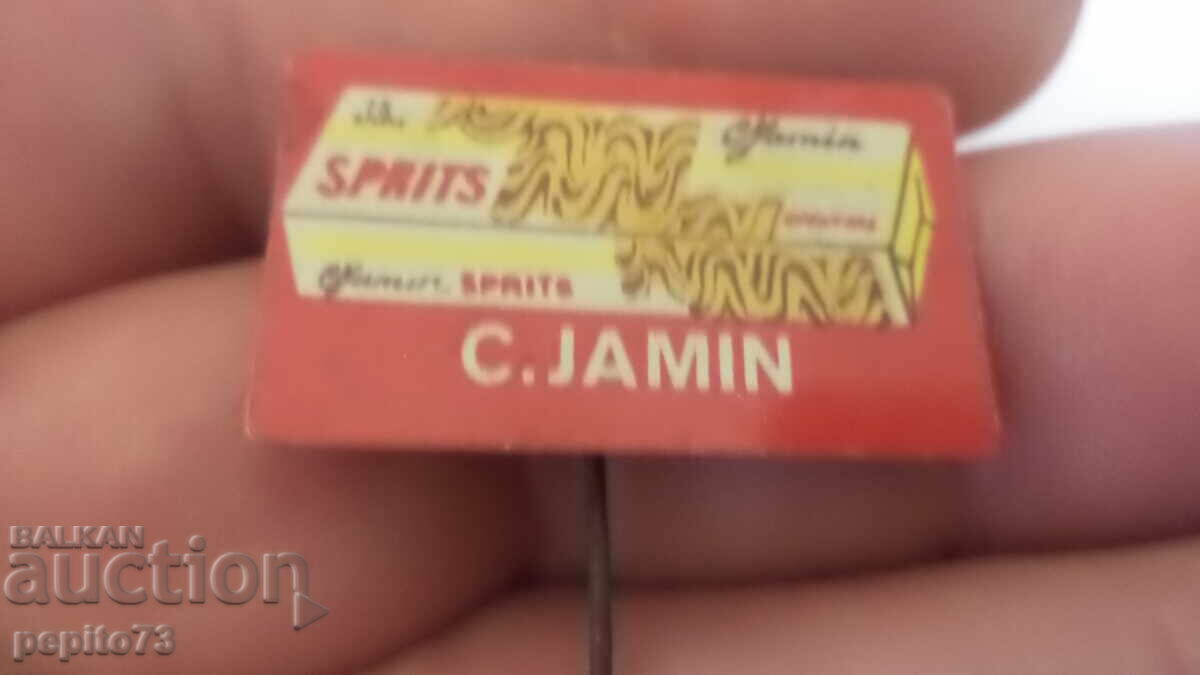 C Jamin
SPRITS
C Jamin SPRITS
C. JAMIN
BALKAN
auction
pepito73